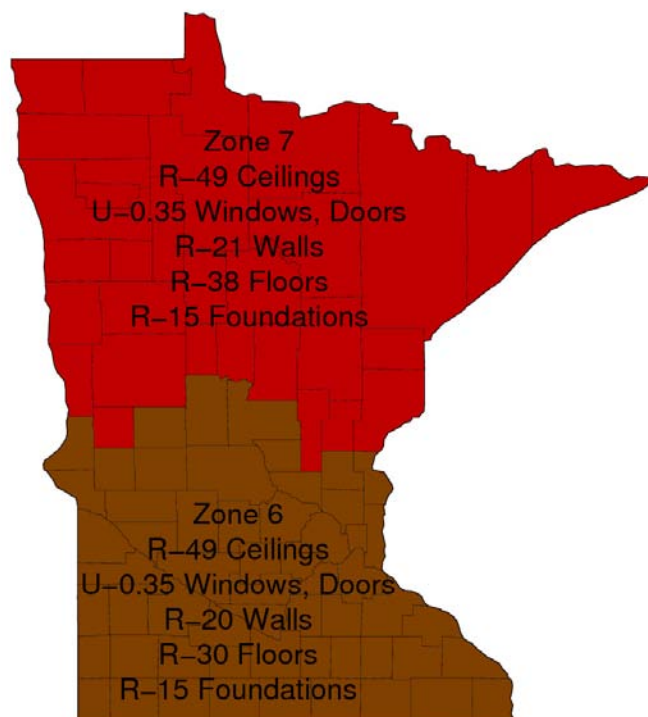 Zone 7
R-49 Ceilings
U-0.35 Windows, Doors
R-21 Walls
R-38 Floors
R-15 Foundations
Zone 6
R-49 Ceilings
U-0.35 Windows, Doors
R-20 Walls
R-30 Floors
R-15 Foundations